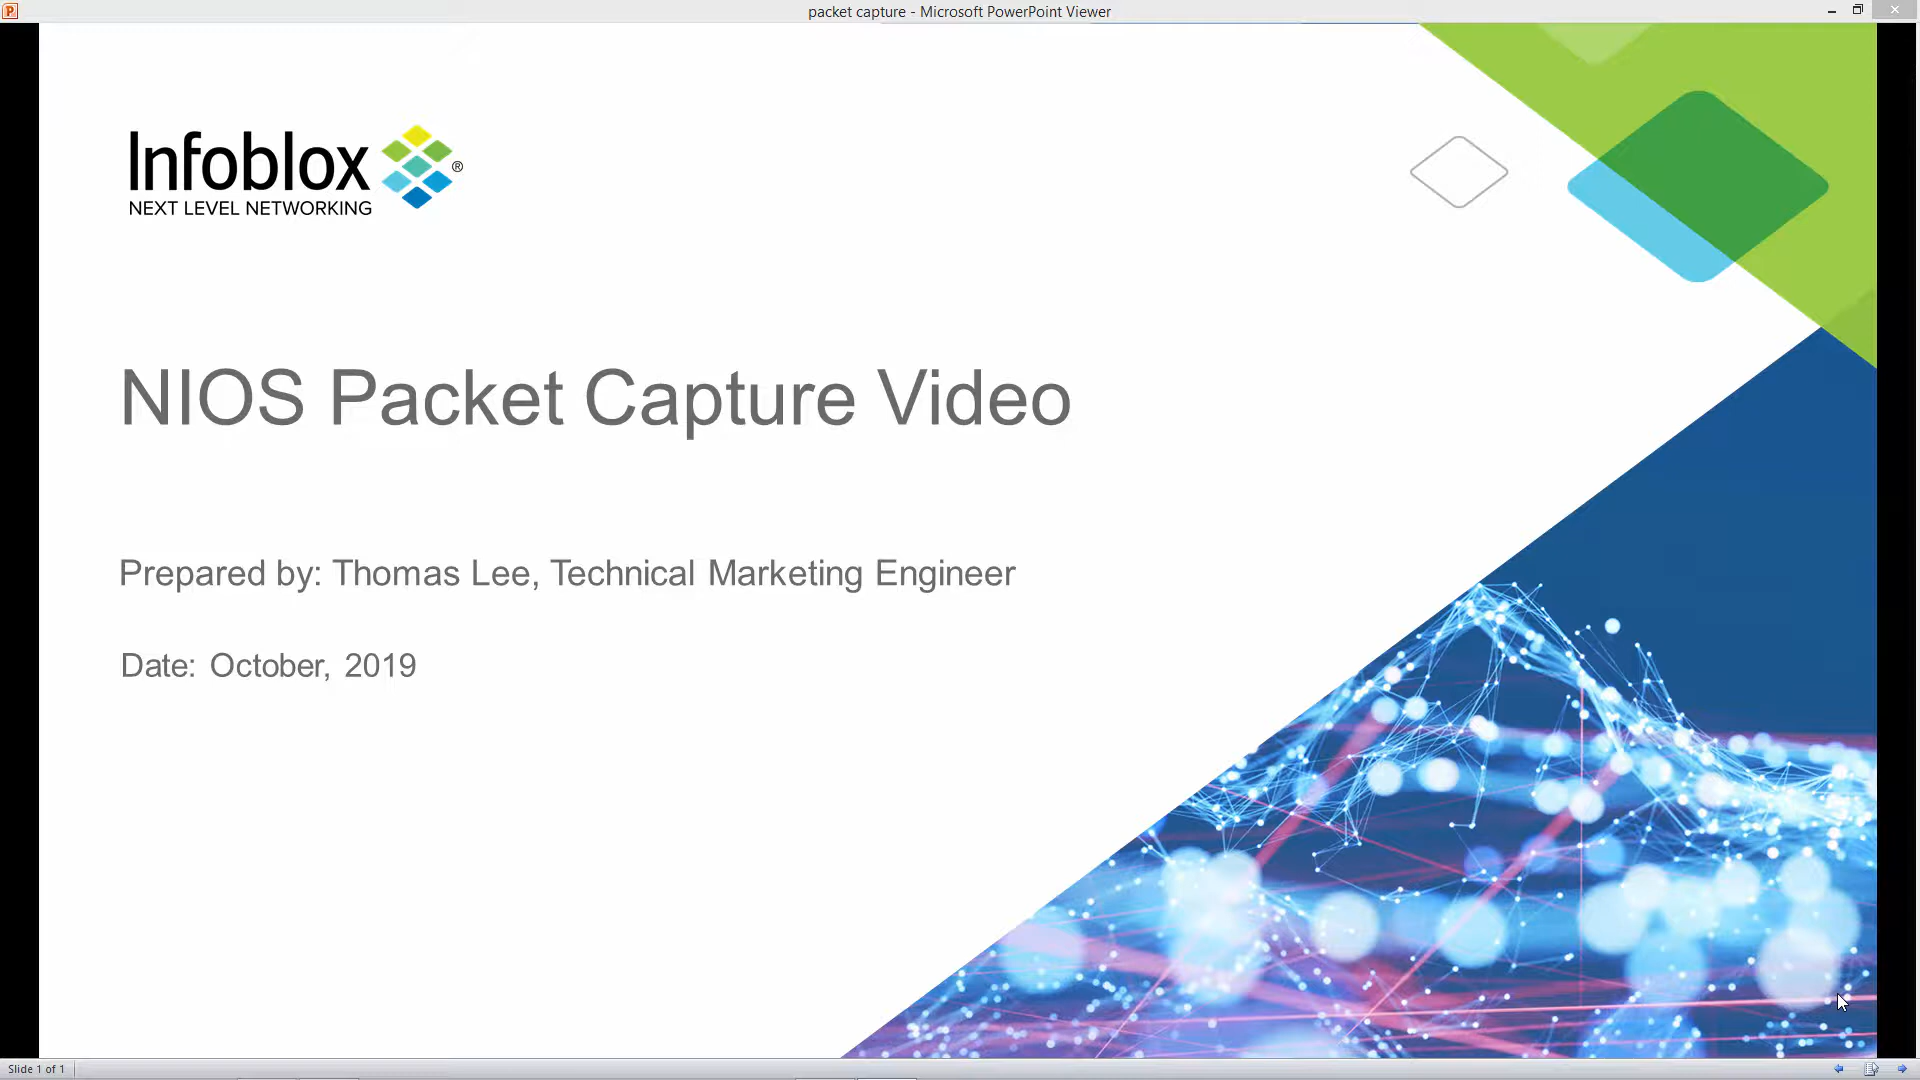 packet capture - Microsoft PowerPoint Viewer
Infoblox ®
NEXT LEVEL NETWORKING
NIOS Packet Capture Video
Prepared by: Thomas Lee, Technical Marketing Engineer
Date: October, 2019
Slide 1 of 1